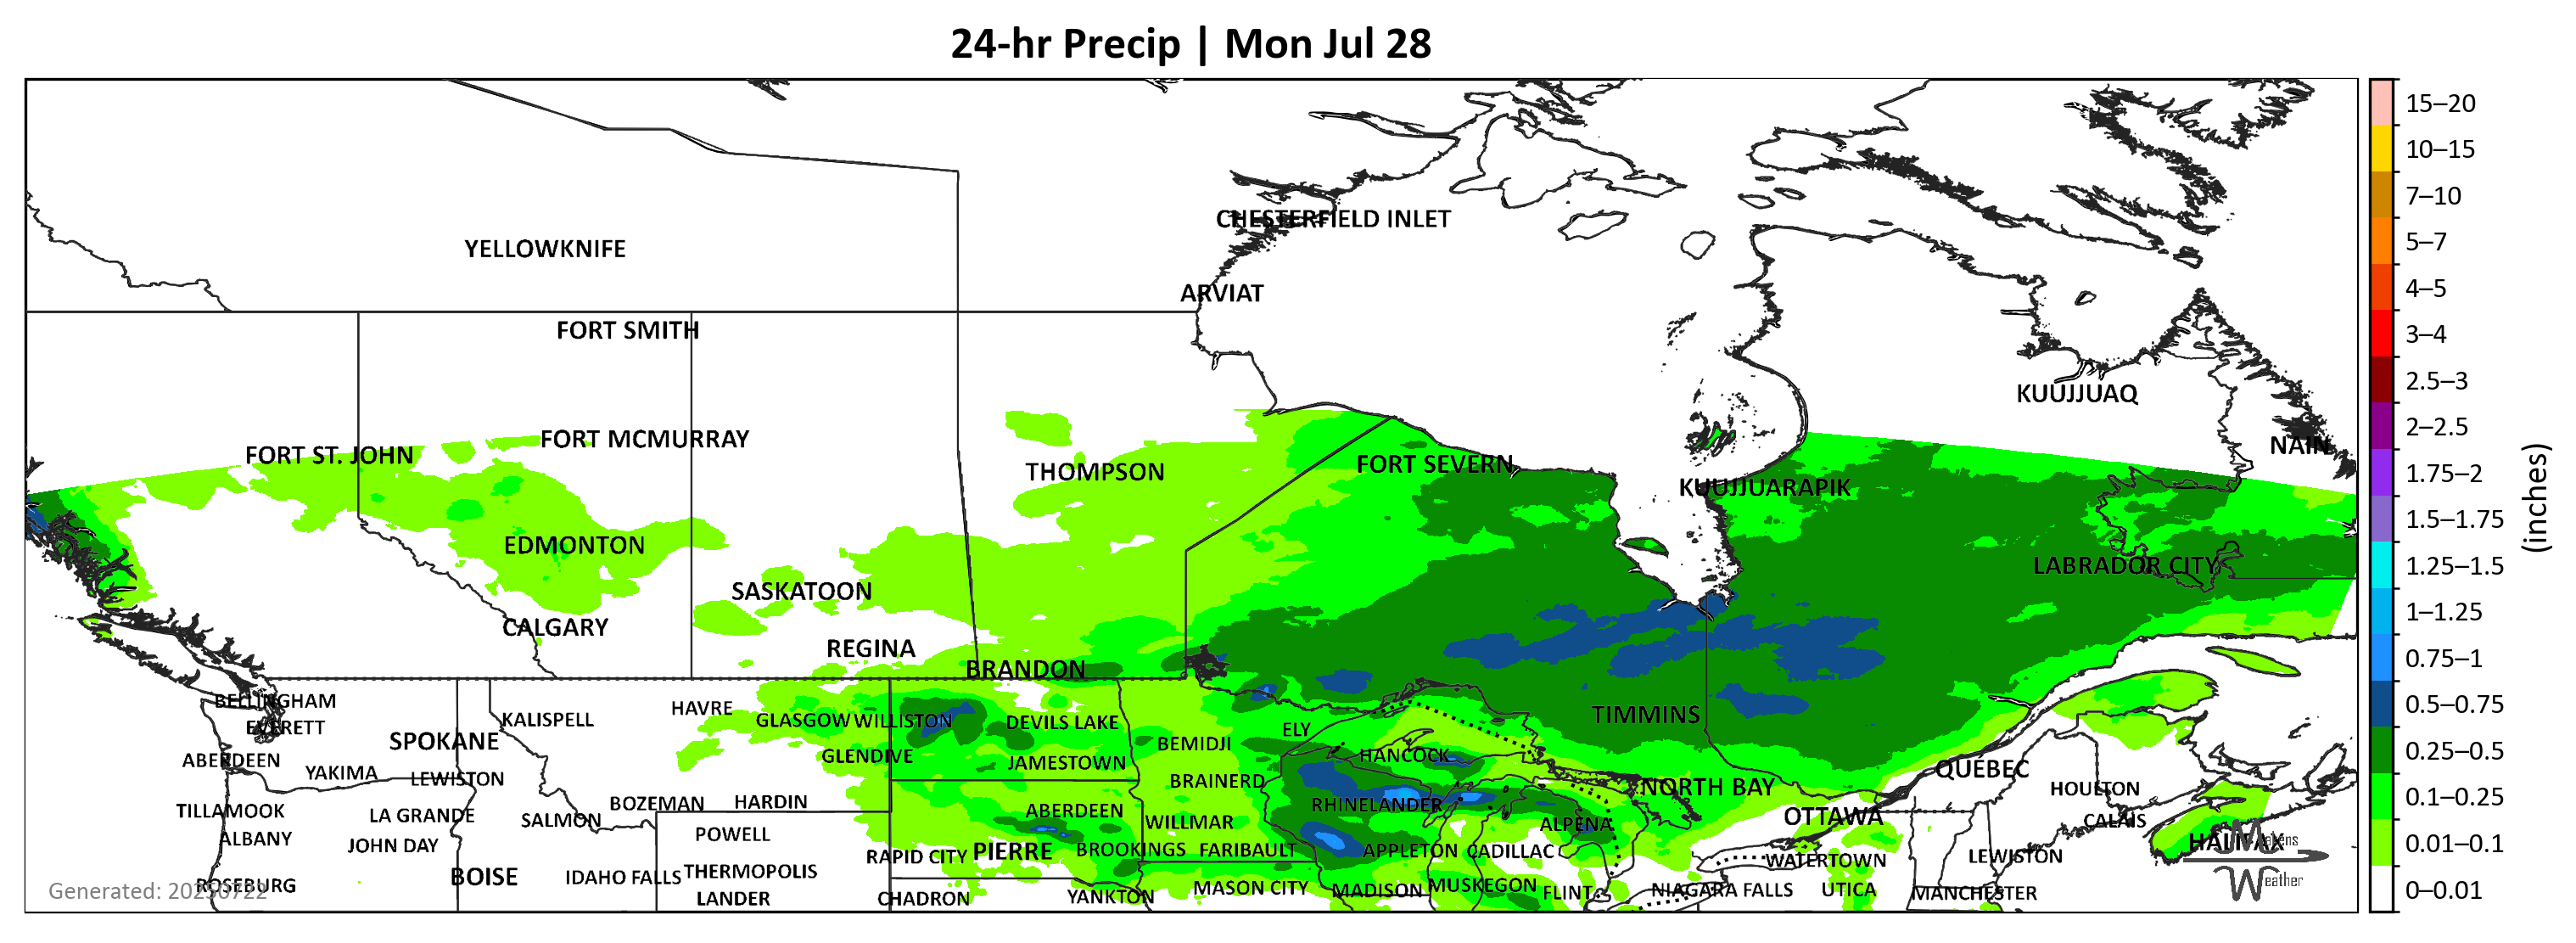 24-hr Precip | Mon Jul 28
15–20
10–15
7–10
5–7
4–5
3–4
2.5–3
2–2.5
1.75–2
1.5–1.75
1.25–1.5
1–1.25
0.75–1
0.5–0.75
0.25–0.5
0.1–0.25
0.01–0.1
0–0.01
(inches)
CHESTERFIELD INLET
YELLOWKNIFE
ARVIAT
FORT SMITH
KUUJJUAQ
FORT MCMURRAY
NAIN
FORT ST. JOHN
FORT SEVERN
THOMPSON
KUUJJUARAPIK
EDMONTON
LABRADOR CITY
SASKATOON
CALGARY
REGINA
BRANDON
BELLINGHAM
HAVRE
TIMMINS
KALISPELL
GLASGOW
WILLISTON
DEVILS LAKE
EVERETT
ELY
SPOKANE
BEMIDJI
HANCOCK
ABERDEEN
GLENDIVE
JAMESTOWN
QUÉBEC
YAKIMA
LEWISTON
BRAINERD
NORTH BAY
HOULTON
BOZEMAN
HARDIN
RHINELANDER
TILLAMOOK
LA GRANDE
SALMON
ABERDEEN
WILLMAR
ALPENA
OTTAWA
CALAIS
ALBANY
JOHN DAY
POWELL
HALIFAX
RAPID CITY
PIERRE
BROOKINGS
FARIBAULT
APPLETON
CADILLAC
WATERTOWN
LEWISTON
BOISE
IDAHO FALLS
THERMOPOLIS
ROSEBURG
MASON CITY
MADISON
MUSKEGON
FLINT
NIAGARA FALLS
UTICA
MANCHESTER
LANDER
CHADRON
YANKTON
Generated: 20250722
Weather